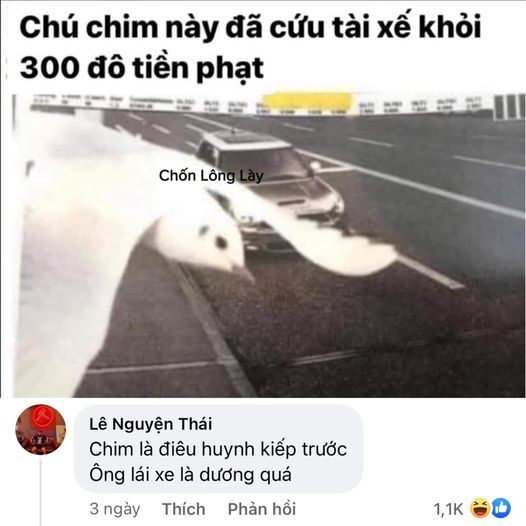 Chú chim này đã cứu tài xế khỏi
300 đô tiền phạt
Chốn Lông Lày
Lê Nguyện Thái
Chim là điêu huynh kiếp trước
Ông lái xe là dương quá
3 ngày Thích Phản hồi 1,1K